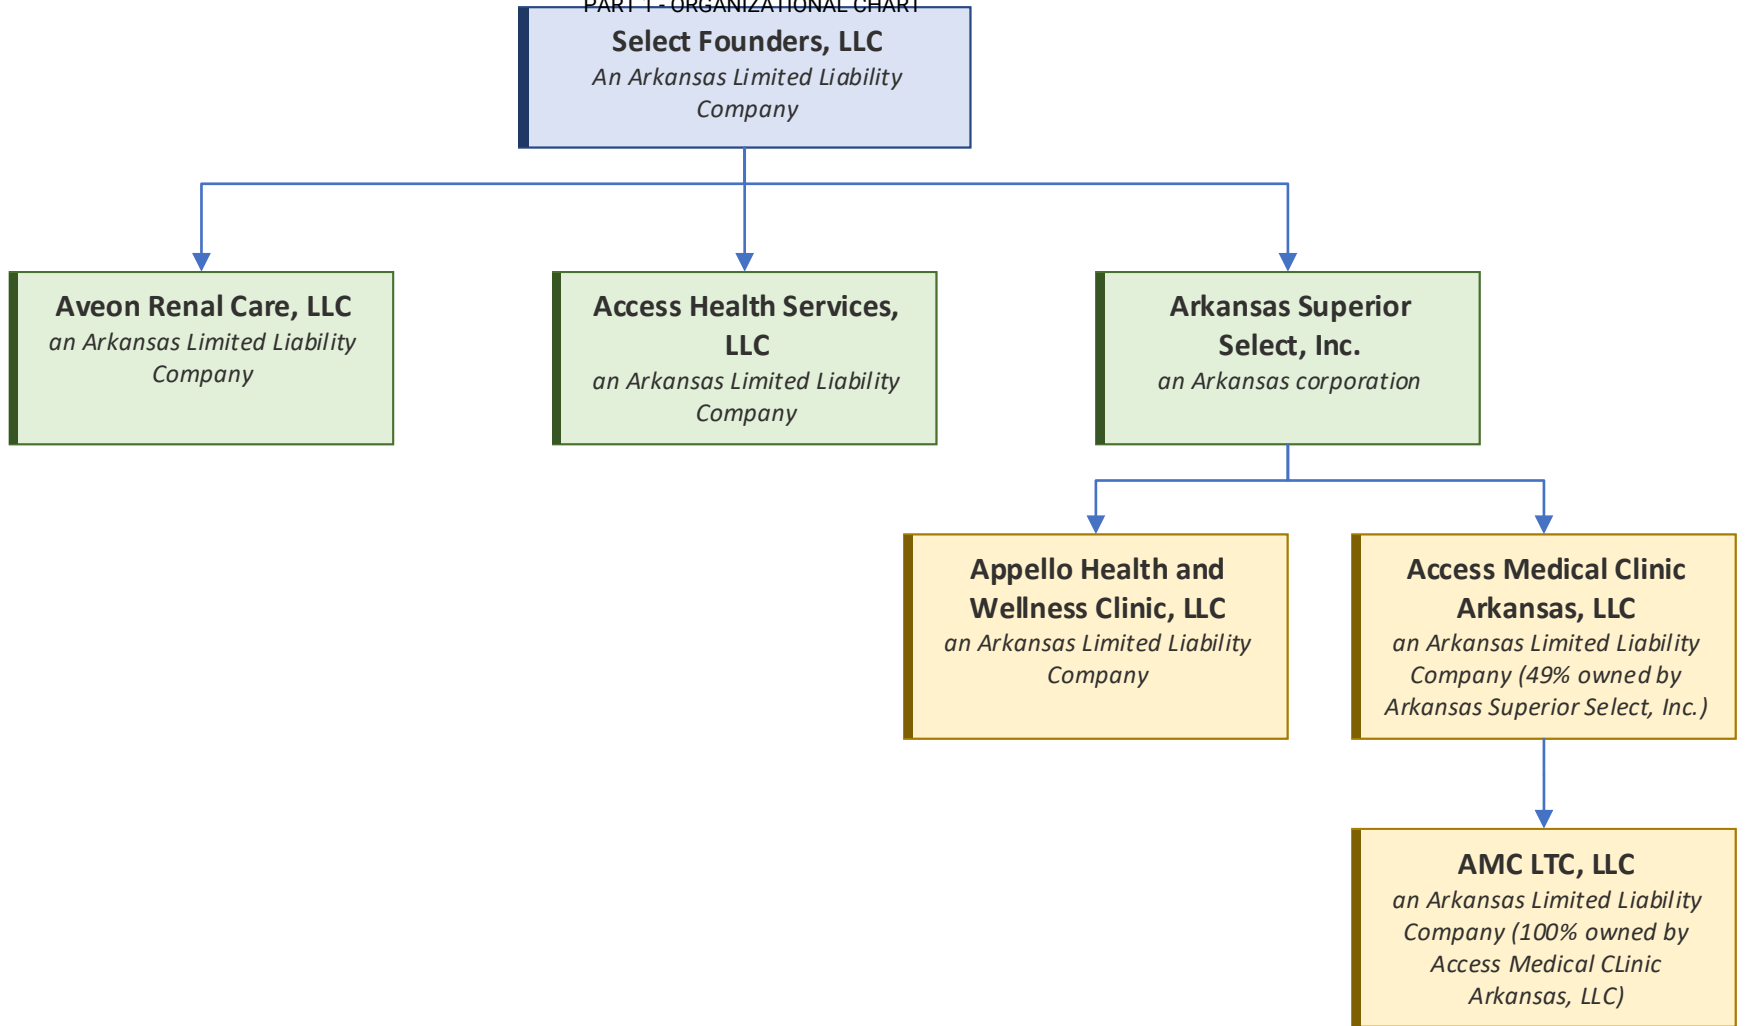 PART 1 - ORGANIZATIONAL CHART
Select Founders, LLC
An Arkansas Limited Liability
Company
Aveon Renal Care, LLC
an Arkansas Limited Liability
Company
Access Health Services,
LLC
an Arkansas Limited Liability
Company
Arkansas Superior
Select, Inc.
an Arkansas corporation
Appello Health and
Wellness Clinic, LLC
an Arkansas Limited Liability
Company
Access Medical Clinic
Arkansas, LLC
an Arkansas Limited Liability
Company (49% owned by
Arkansas Superior Select, Inc.)
AMC LTC, LLC
an Arkansas Limited Liability
Company (100% owned by
Access Medical CLinic
Arkansas, LLC)